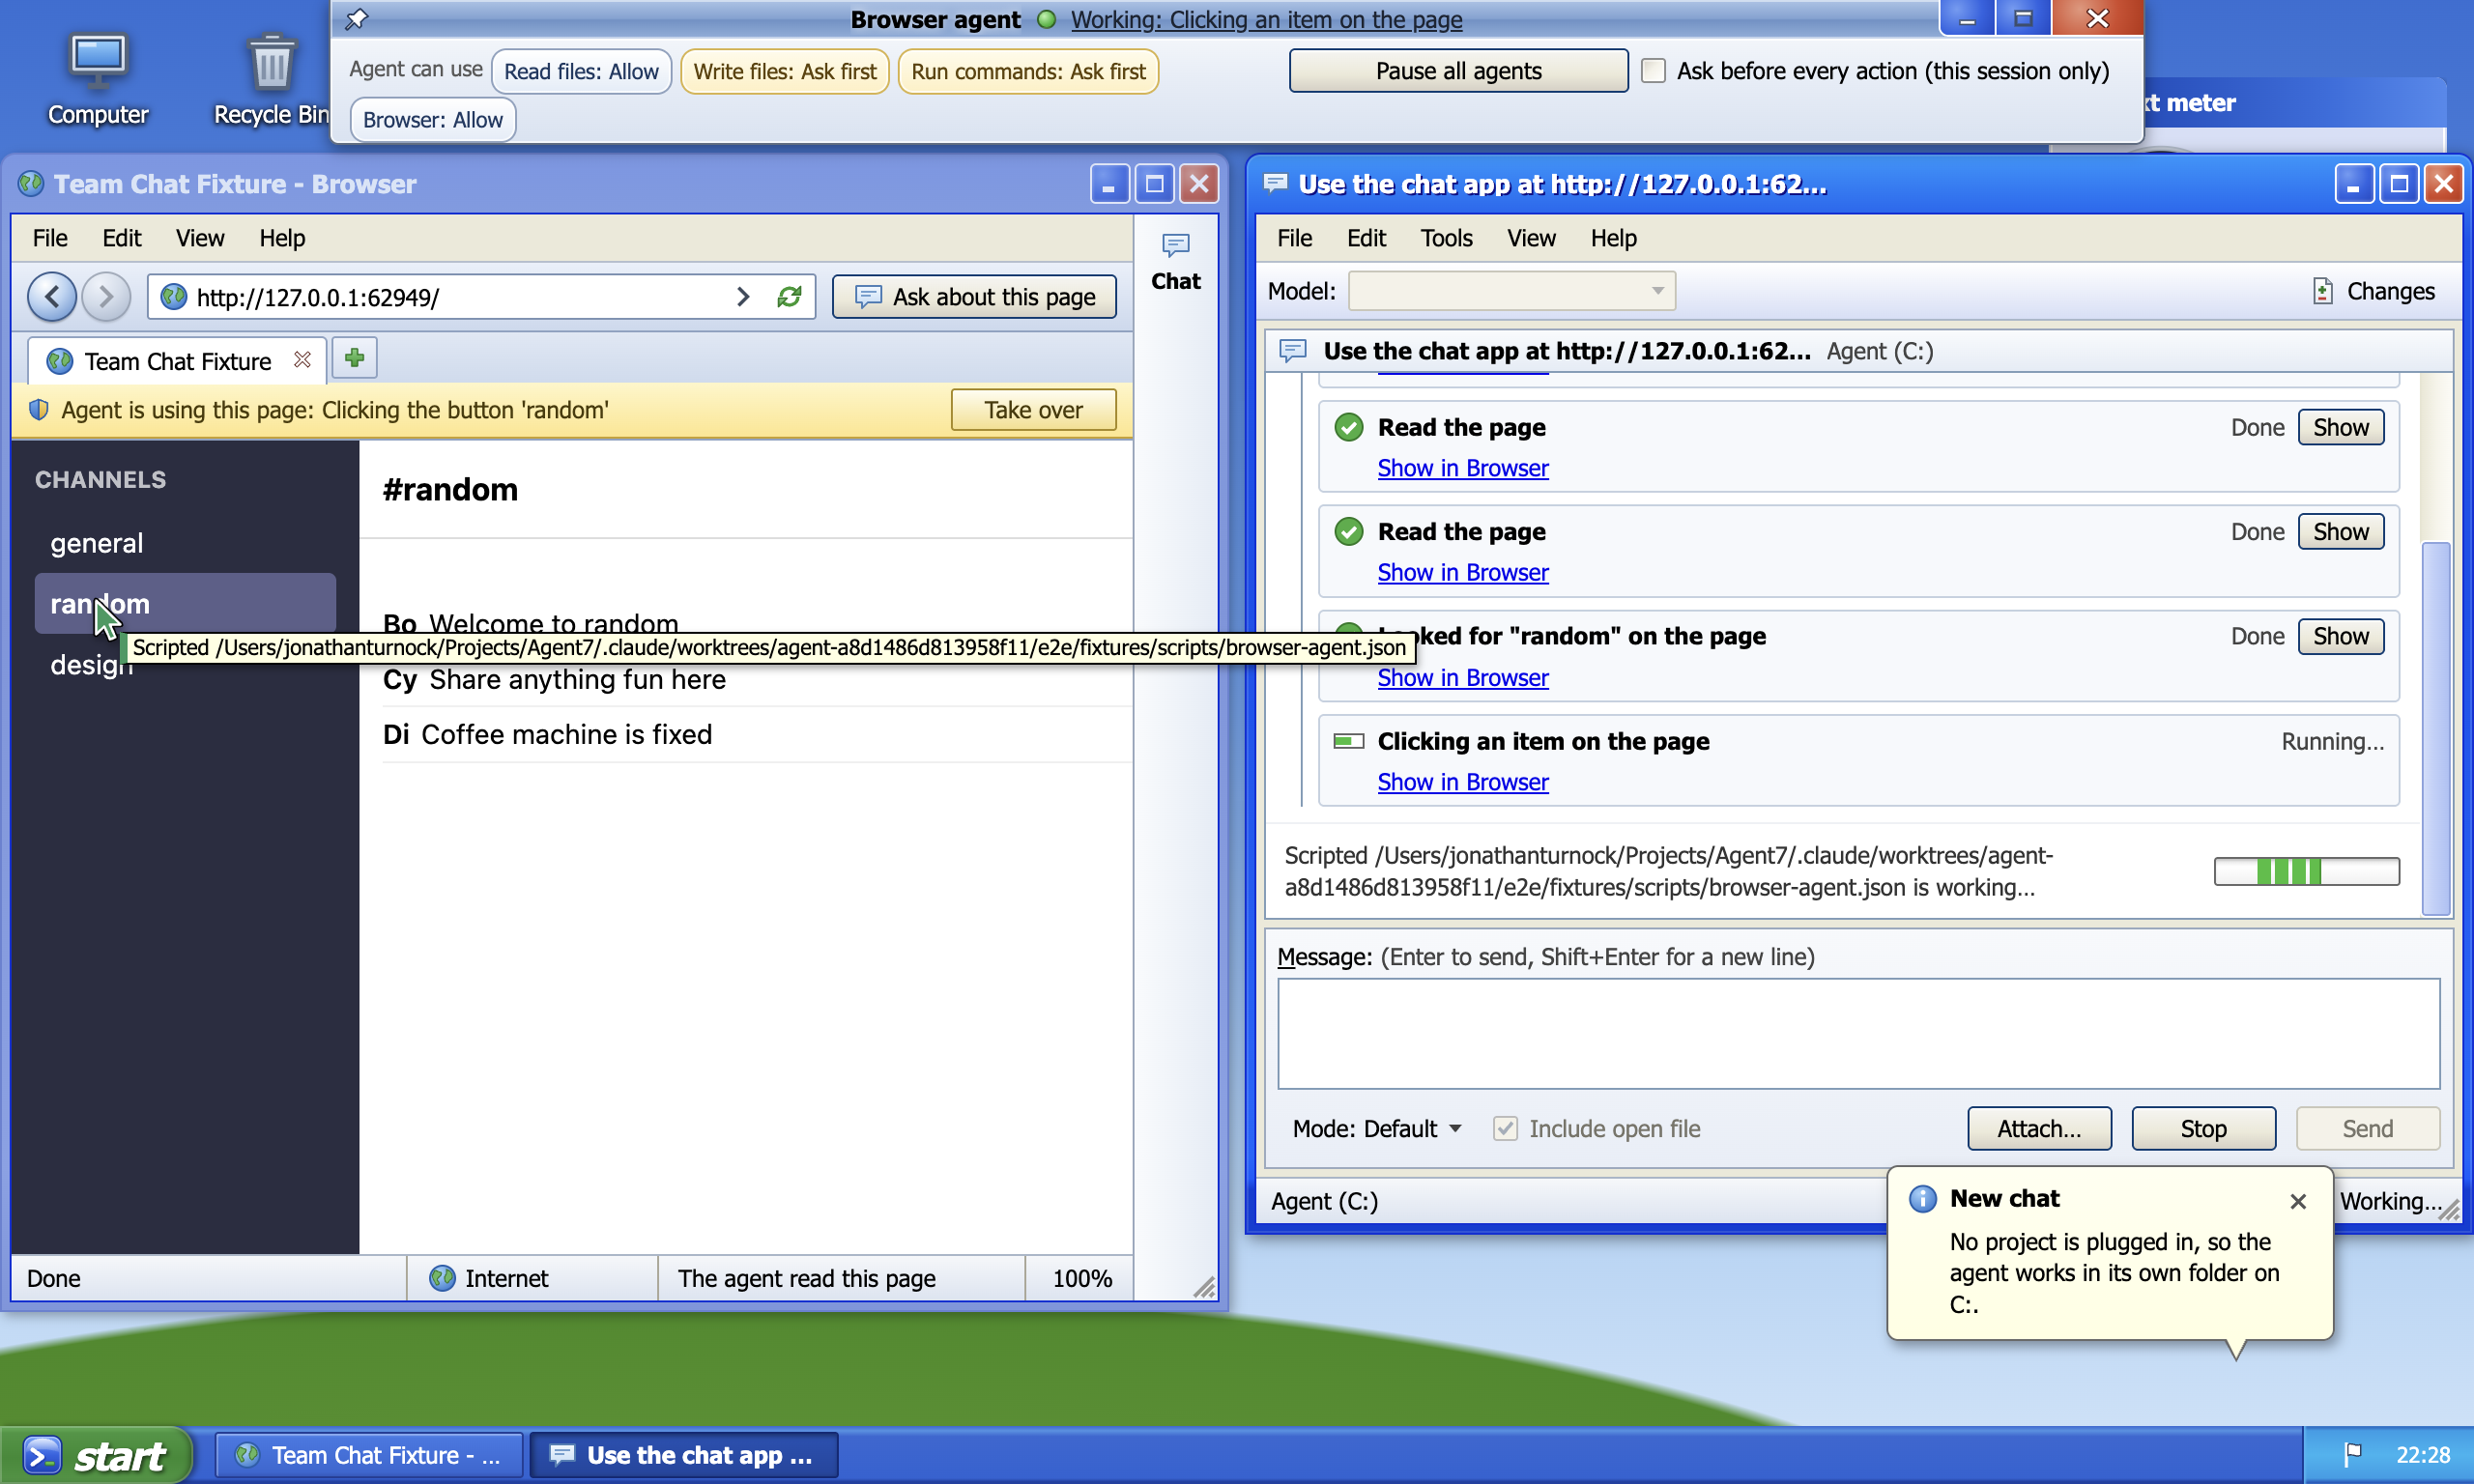 Computer
Recycle Bin
Browser agent
Working: Clicking an item on the page
Agent can use
Read files: Allow
Write files: Ask first
Run commands: Ask first
Browser: Allow
Pause all agents
Ask before every action (this session only)
meter
Team Chat Fixture - Browser
File Edit View Help
http://127.0.0.1:62949/
Ask about this page
Chat
Team Chat Fixture
Agent is using this page: Clicking the button 'random'
Take over
CHANNELS
general
random
design
#random
Bo Welcome to random
Scripted /Users/jonathanturnock/Projects/Agent7/.claude/worktrees/agent-a8d1486d813958f11/e2e/fixtures/scripts/browser-agent.json
Cy Share anything fun here
Di Coffee machine is fixed
Done
Internet
The agent read this page
100%
Use the chat app at http://127.0.0.1:62...
File Edit Tools View Help
Model:
Changes
Use the chat app at http://127.0.0.1:62... Agent (C:)
Read the page Done Show
Show in Browser
Read the page Done Show
Show in Browser
Looked for "random" on the page Done Show
Show in Browser
Clicking an item on the page Running...
Show in Browser
Scripted /Users/jonathanturnock/Projects/Agent7/.claude/worktrees/agent-
a8d1486d813958f11/e2e/fixtures/scripts/browser-agent.json is working...
Message: (Enter to send, Shift+Enter for a new line)
Mode: Default
Include open file
Attach...
Stop
Send
Agent (C:)
Working...
New chat
No project is plugged in, so the
agent works in its own folder on
C:.
start
Team Chat Fixture - ...
Use the chat app ...
22:28